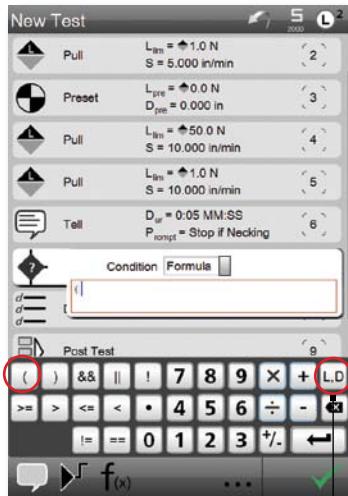 New Test
S
2000
L2
L
Pull
Llim = 1.0 N
S = 5.000 in/min
2
Preset
Lpre = 0.0 N
Dpre = 0.000 in
3
L
Pull
Llim = 50.0 N
S = 10.000 in/min
4
L
Pull
Llim = 1.0 N
S = 10.000 in/min
5
Tell
Dur = 0:05 MM:SS
Prompt = Stop if Necking
6
?
Condition Formula
(
d
d
d
Post Test
9
( ) && || ! 7 8 9 × + L,D
>= > <= < • 4 5 6 ÷ -
!= == 0 1 2 3 +/-
f(x) ...